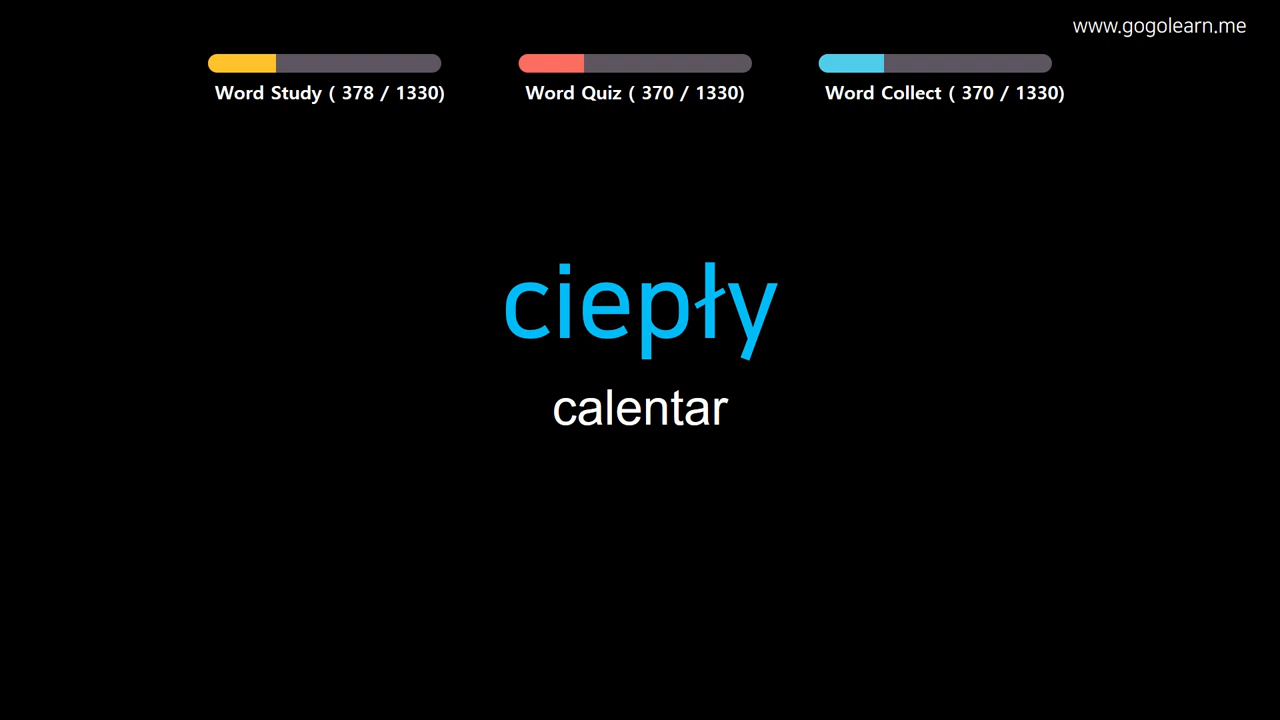 www.gogolearn.me
Word Study ( 378 / 1330)
Word Quiz ( 370 / 1330)
Word Collect ( 370 / 1330)
ciepły
calentar